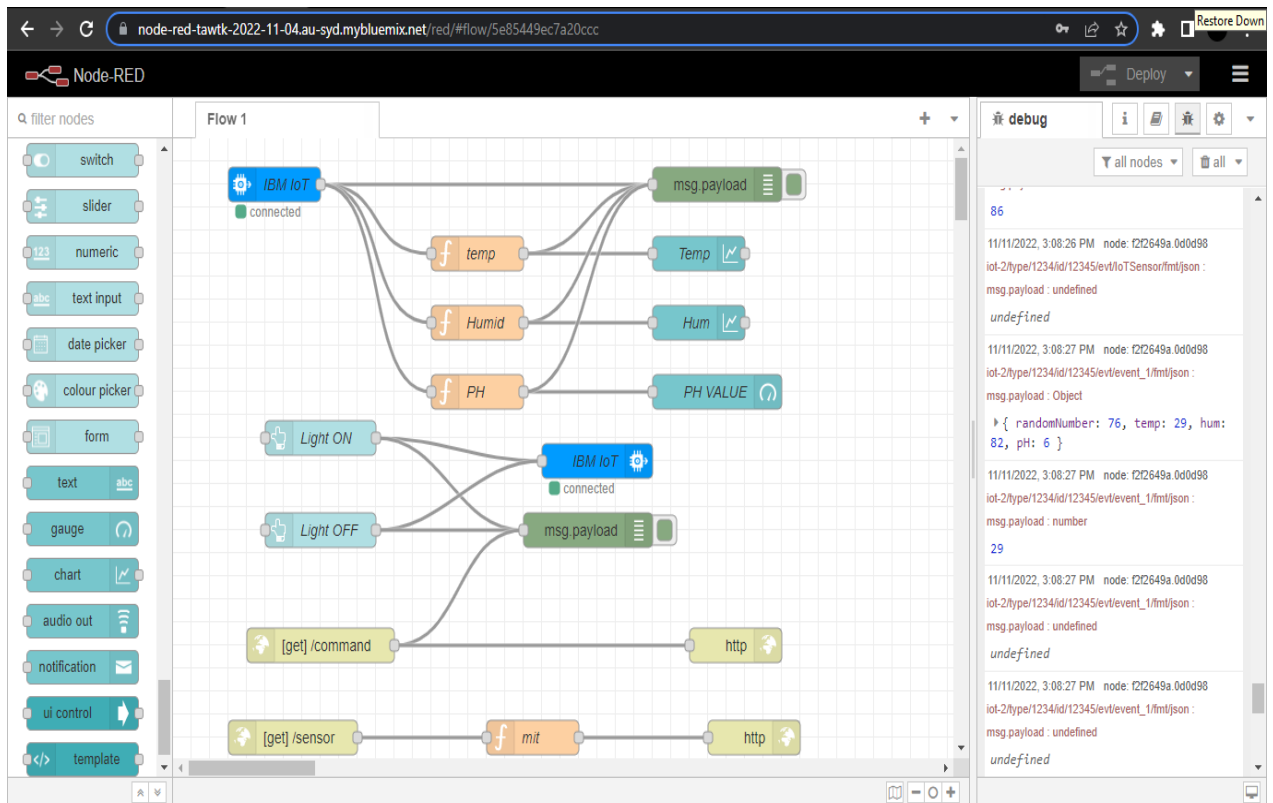 Restore Down
node-red-tawtk-2022-11-04.au-syd.mybluemix.net/red/#flow/5e85449ec7a20ccc
Node-RED
Deploy
filter nodes
switch
slider
123 numeric
abc text input
date picker
colour picker
form
text abc
gauge
chart
audio out
notification
ui control
</> template
Flow 1
IBM IoT
connected
msg.payload
f temp
Temp
f Humid
Hum
f PH
PH VALUE
Light ON
IBM IoT
connected
Light OFF
msg.payload
[get] /command
http
[get] /sensor
f mit
http
debug
i
all nodes
all
86
11/11/2022, 3:08:26 PM node: f2f2649a.0d0d98
iot-2/type/1234/id/12345/evt/IoTSensor/fmt/json :
msg.payload : undefined
undefined
11/11/2022, 3:08:27 PM node: f2f2649a.0d0d98
iot-2/type/1234/id/12345/evt/event_1/fmt/json :
msg.payload : Object
{ randomNumber: 76, temp: 29, hum:
82, pH: 6 }
11/11/2022, 3:08:27 PM node: f2f2649a.0d0d98
iot-2/type/1234/id/12345/evt/event_1/fmt/json :
msg.payload : number
29
11/11/2022, 3:08:27 PM node: f2f2649a.0d0d98
iot-2/type/1234/id/12345/evt/event_1/fmt/json :
msg.payload : undefined
undefined
11/11/2022, 3:08:27 PM node: f2f2649a.0d0d98
iot-2/type/1234/id/12345/evt/event_1/fmt/json :
msg.payload : undefined
undefined